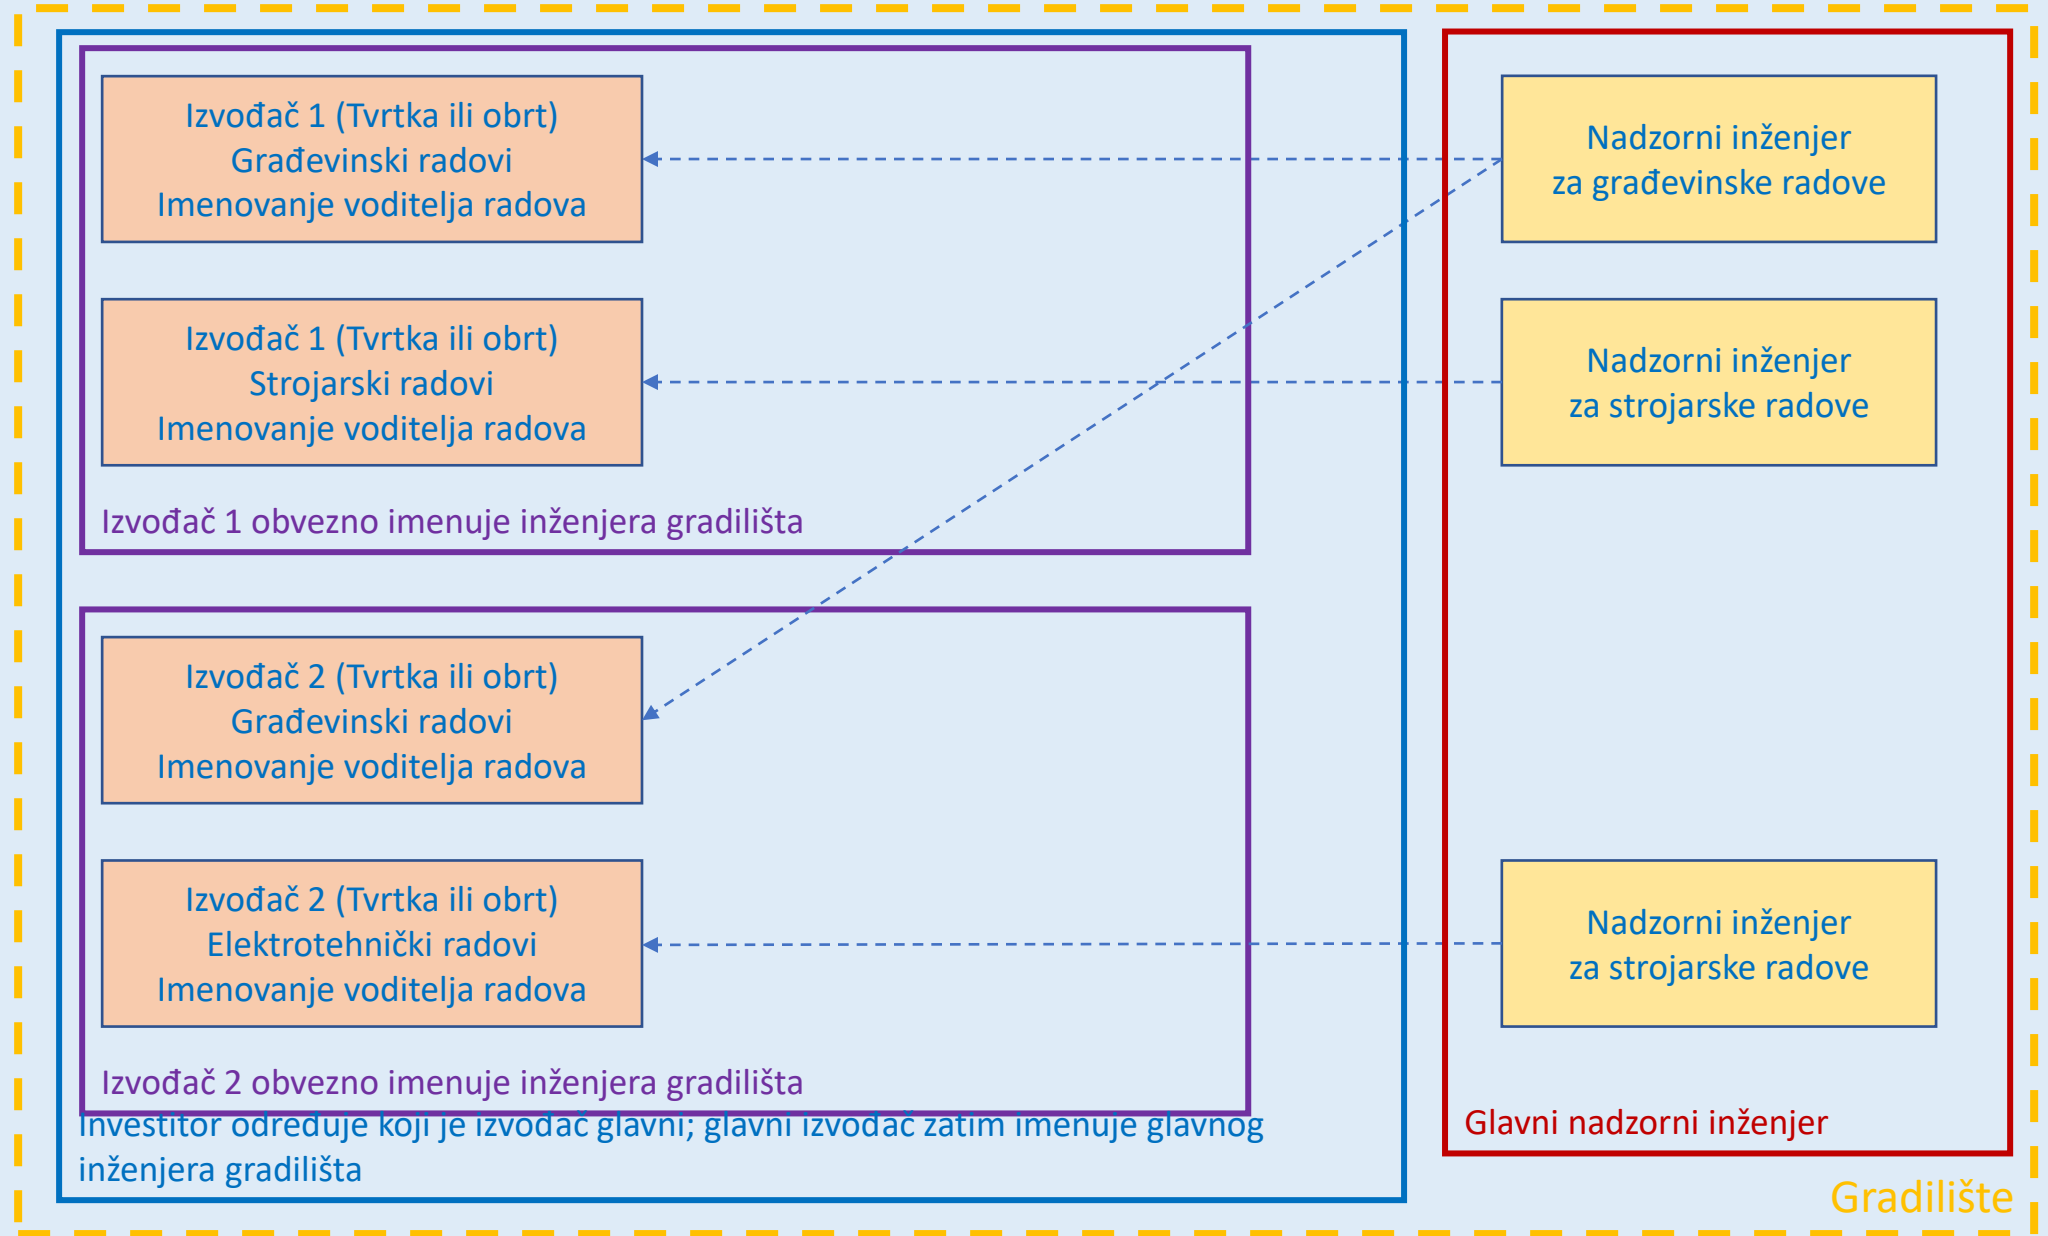 Izvođač 1 (Tvrtka ili obrt)
Građevinski radovi
Imenovanje voditelja radova
Nadzorni inženjer
za građevinske radove
Izvođač 1 (Tvrtka ili obrt)
Strojarski radovi
Imenovanje voditelja radova
Nadzorni inženjer
za strojarske radove
Izvođač 1 obvezno imenuje inženjera gradilišta
Izvođač 2 (Tvrtka ili obrt)
Građevinski radovi
Imenovanje voditelja radova
Izvođač 2 (Tvrtka ili obrt)
Elektrotehnički radovi
Imenovanje voditelja radova
Nadzorni inženjer
za strojarske radove
Izvođač 2 obvezno imenuje inženjera gradilišta
Investitor određuje koji je izvođač glavni; glavni izvođač zatim imenuje glavnog
inženjera gradilišta
Glavni nadzorni inženjer
Gradilište